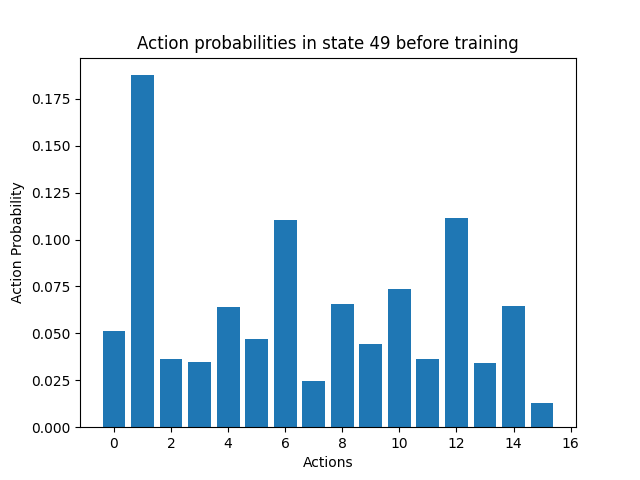 Action probabilities in state 49 before training
0.175
0.150
0.125
0.100
0.075
0.050
0.025
0.000
Action Probability
0 2 4 6 8 10 12 14 16
Actions